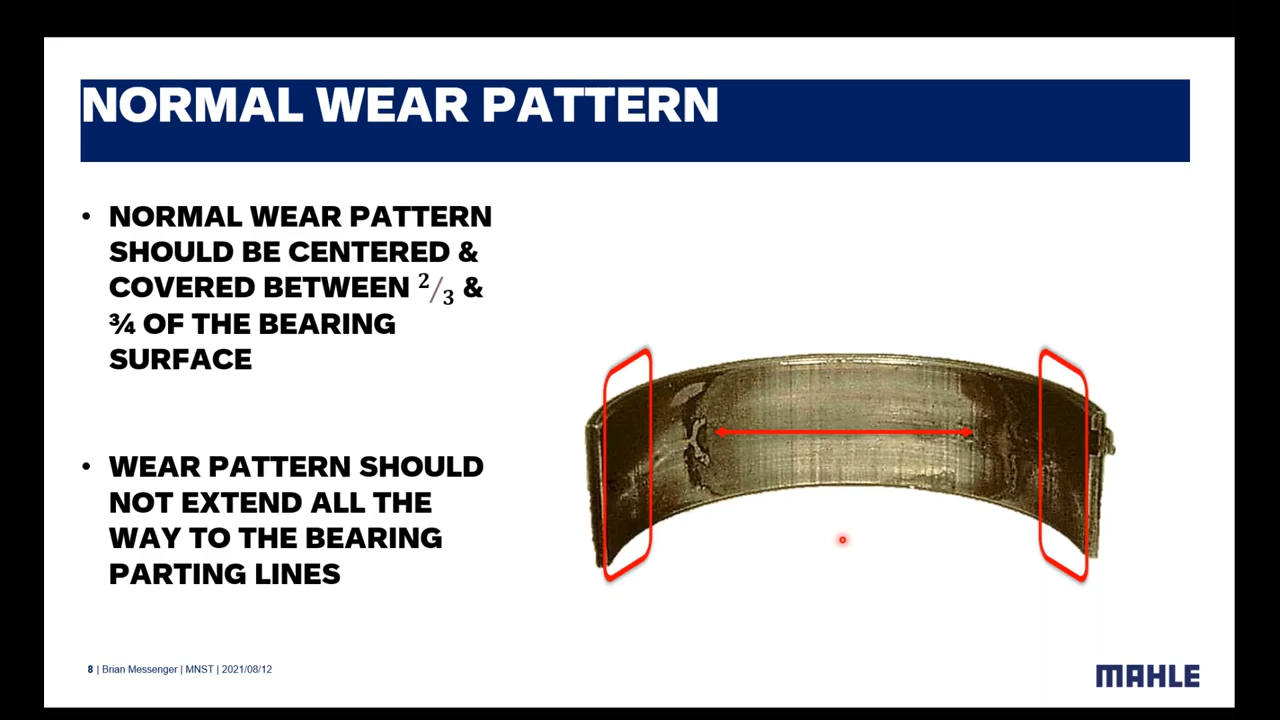 NORMAL WEAR PATTERN
• NORMAL WEAR PATTERN
SHOULD BE CENTERED &
COVERED BETWEEN 2/3 &
¾ OF THE BEARING
SURFACE
• WEAR PATTERN SHOULD
NOT EXTEND ALL THE
WAY TO THE BEARING
PARTING LINES
8 | Brian Messenger | MNST | 2021/08/12
MAHLE